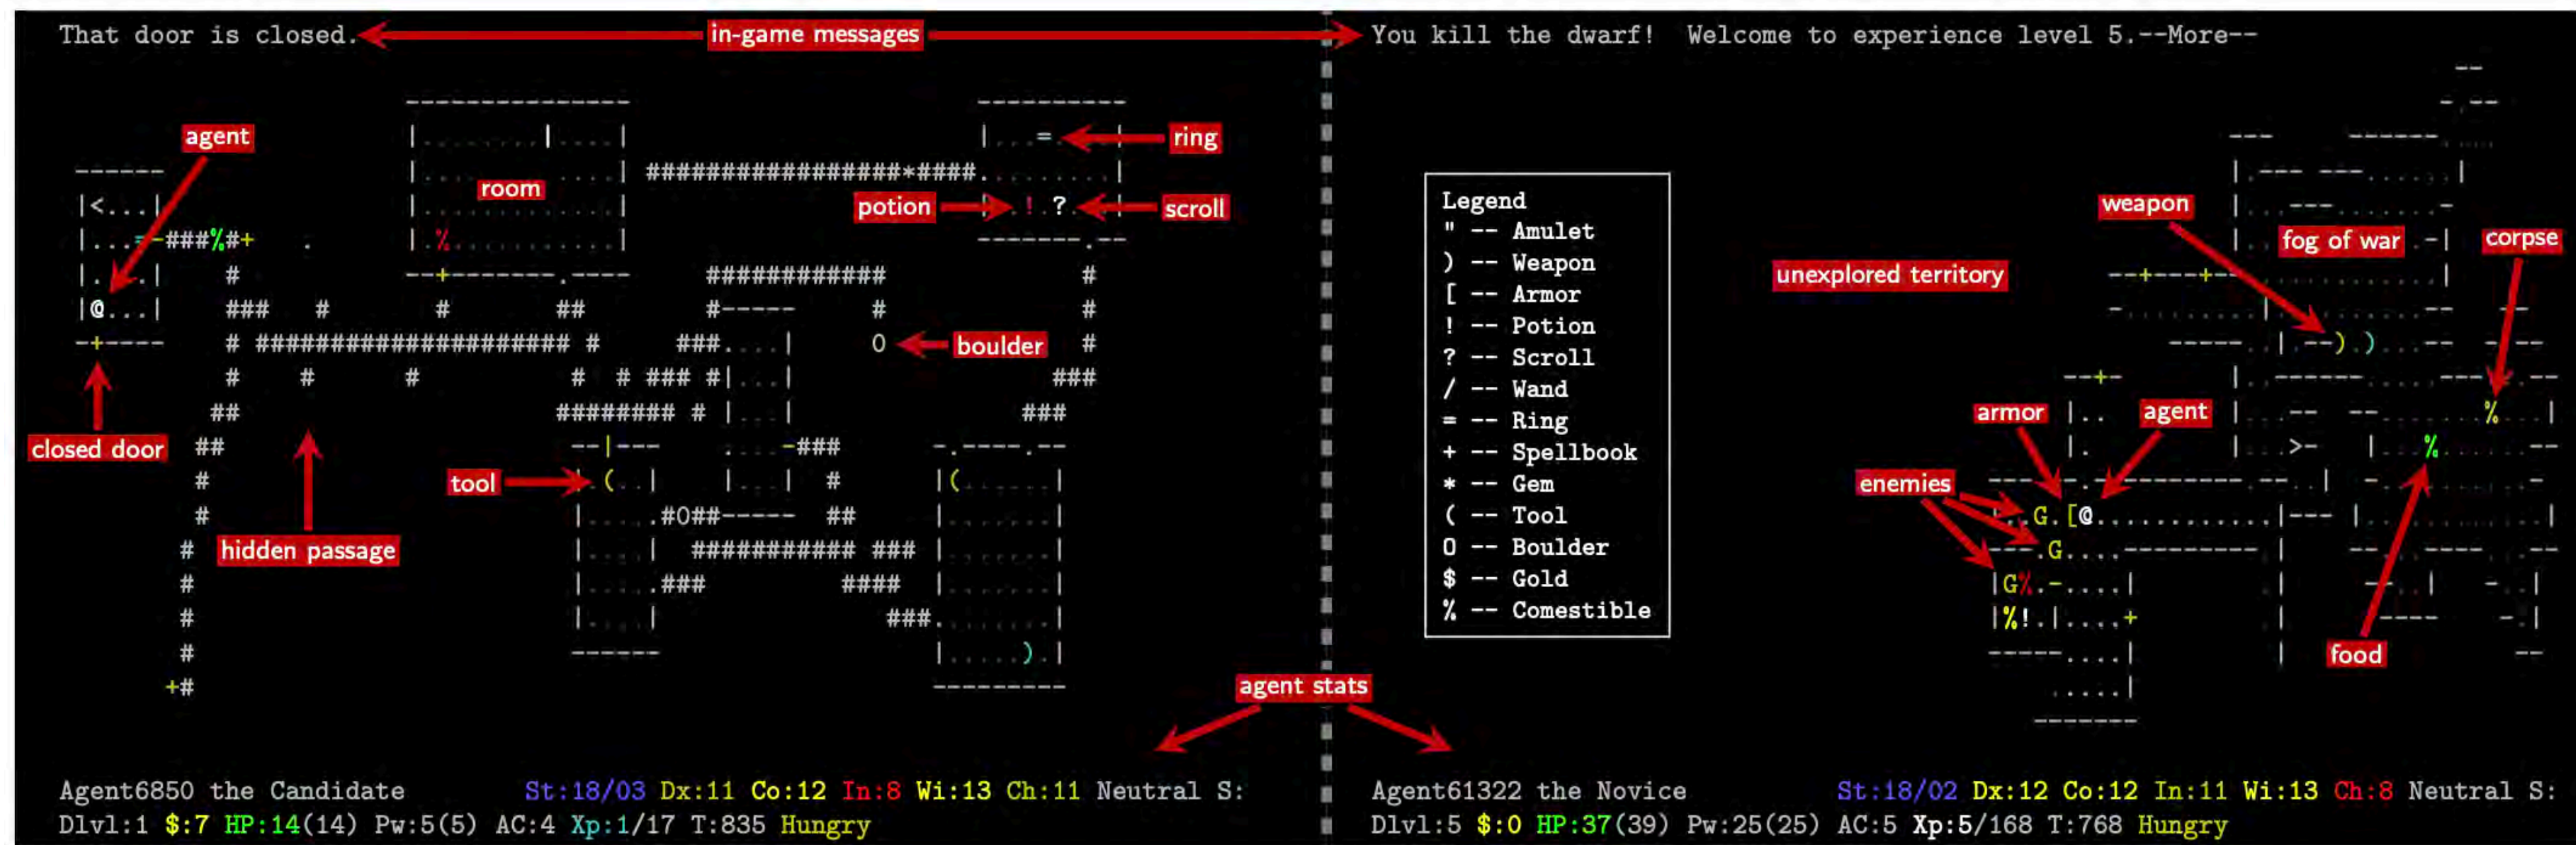 That door is closed.
in-game messages
You kill the dwarf!  Welcome to experience level 5.--More--
agent
ring
room
potion
scroll
boulder
closed door
tool
hidden passage
agent stats
Legend
" -- Amulet
) -- Weapon
[ -- Armor
! -- Potion
? -- Scroll
/ -- Wand
= -- Ring
+ -- Spellbook
* -- Gem
( -- Tool
0 -- Boulder
$ -- Gold
% -- Comestible
weapon
fog of war
corpse
unexplored territory
armor
agent
enemies
food
Agent6850 the Candidate St:18/03 Dx:11 Co:12 In:8 Wi:13 Ch:11 Neutral S:
Dlvl:1 $:7 HP:14(14) Pw:5(5) AC:4 Xp:1/17 T:835 Hungry
Agent61322 the Novice St:18/02 Dx:12 Co:12 In:11 Wi:13 Ch:8 Neutral S:
Dlvl:5 $:0 HP:37(39) Pw:25(25) AC:5 Xp:5/168 T:768 Hungry